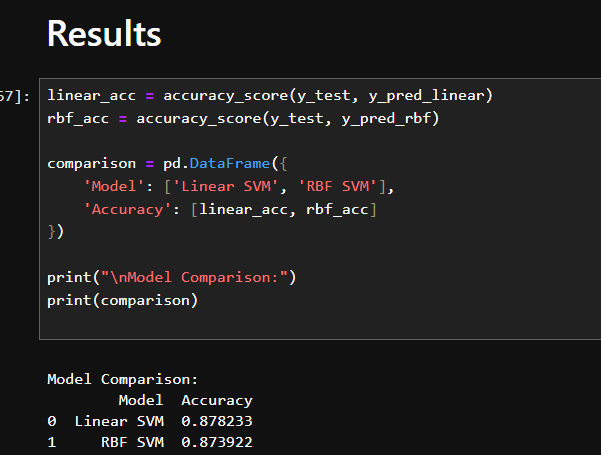 Results
57]:
linear_acc = accuracy_score(y_test, y_pred_linear)
rbf_acc = accuracy_score(y_test, y_pred_rbf)
comparison = pd.DataFrame({
    'Model': ['Linear SVM', 'RBF SVM'],
    'Accuracy': [linear_acc, rbf_acc]
})
print("\nModel Comparison:")
print(comparison)
Model Comparison:
        Model  Accuracy
0  Linear SVM  0.878233
1     RBF SVM  0.873922